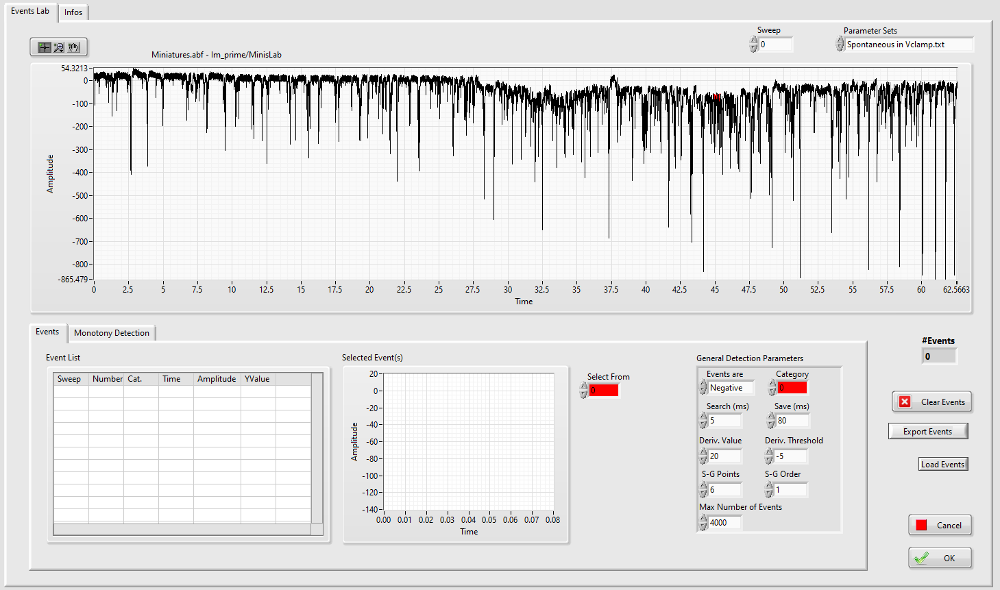 Events Lab
Infos
Sweep
0
Parameter Sets
Spontaneous in Vclamp.txt
Miniatures.abf - Im_prime/MinisLab
Amplitude
54.3213
0
-100
-200
-300
-400
-500
-600
-700
-800
-865.479
0 2.5 5 7.5 10 12.5 15 17.5 20 22.5 25 27.5 30 32.5 35 37.5 40 42.5 45 47.5 50 52.5 55 57.5 60 62.5663
Time
Events
Monotony Detection
Event List
Sweep Number Cat. Time Amplitude YValue
Selected Event(s)
Amplitude
20
0
-20
-40
-60
-80
-100
-120
-140
0.00 0.01 0.02 0.03 0.04 0.05 0.06 0.07 0.08
Time
Select From
0
General Detection Parameters
Events are Category
Negative 0
Search (ms) Save (ms)
5 80
Deriv. Value Deriv. Threshold
20 -5
S-G Points S-G Order
6 1
Max Number of Events
4000
#Events
0
Clear Events
Export Events
Load Events
Cancel
OK